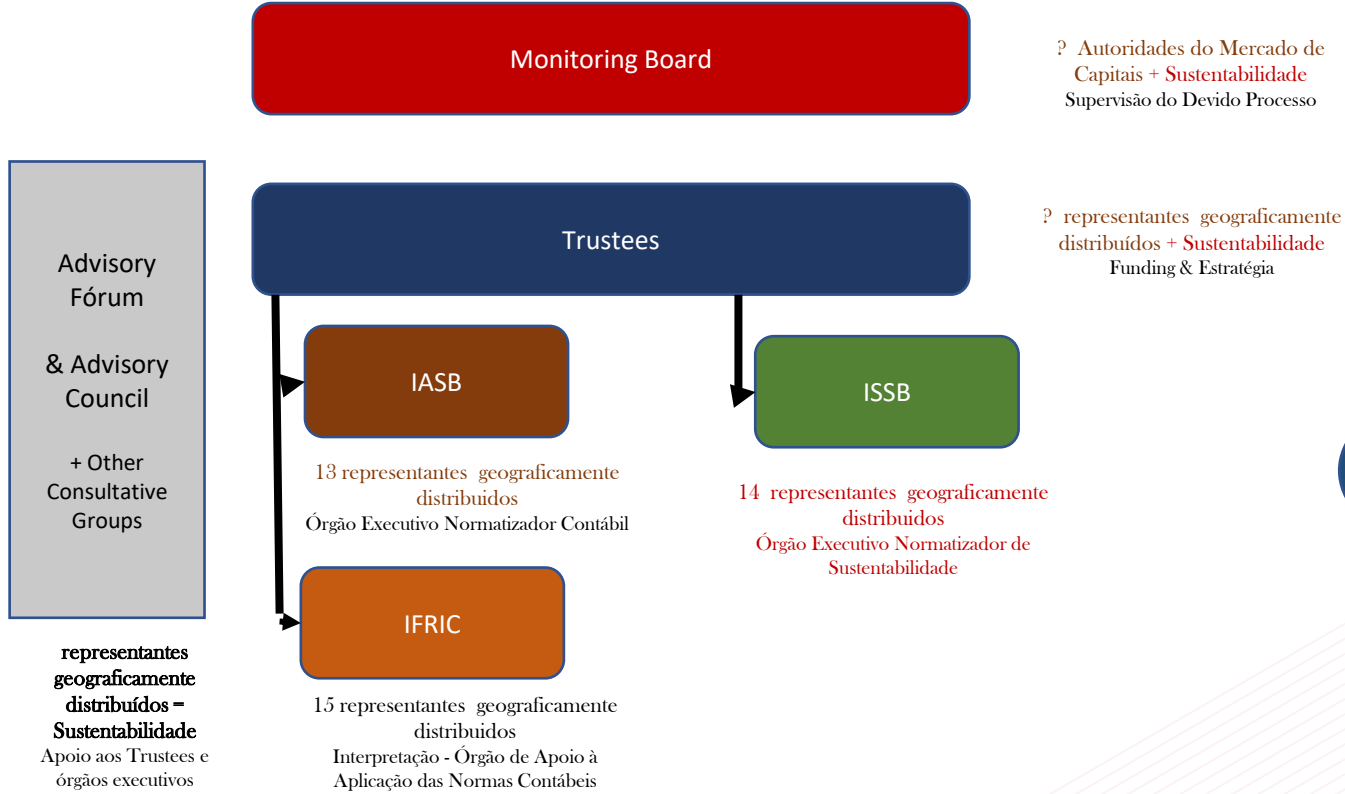 Monitoring Board
? Autoridades do Mercado de
Capitais + Sustentabilidade
Supervisão do Devido Processo
Trustees
? representantes geograficamente
distribuídos + Sustentabilidade
Funding & Estratégia
Advisory
Fórum
& Advisory
Council
+ Other
Consultative
Groups
representantes
geograficamente
distribuídos =
Sustentabilidade
Apoio aos Trustees e
órgãos executivos
IASB
13 representantes geograficamente
distribuidos
Órgão Executivo Normatizador Contábil
ISSB
14 representantes geograficamente
distribuidos
Órgão Executivo Normatizador de
Sustentabilidade
IFRIC
15 representantes geograficamente
distribuidos
Interpretação - Órgão de Apoio à
Aplicação das Normas Contábeis